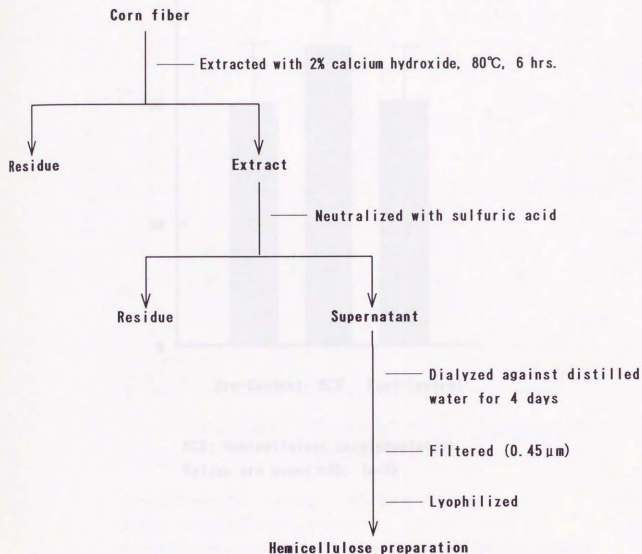 Corn fiber
Extracted with 2% calcium hydroxide, 80℃, 6 hrs.
Residue
Extract
Neutralized with sulfuric acid
Residue
Supernatant
Dialyzed against distilled
water for 4 days
Filtered (0.45μm)
Lyophilized
Hemicellulose preparation